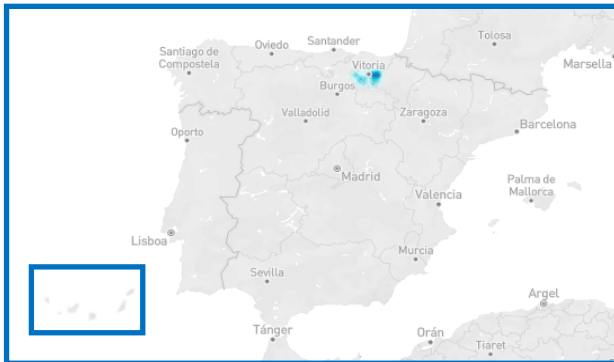 Tolosa
Santander
Oviedo
Santiago de
Compostela
Marsella
Vitoria
Burgos
Valladolid
Zaragoza
Barcelona
Oporto
Madrid
Palma de
Mallorca
Valencia
Lisboa
Murcia
Sevilla
Argel
Tánger
Orán
Tiaret